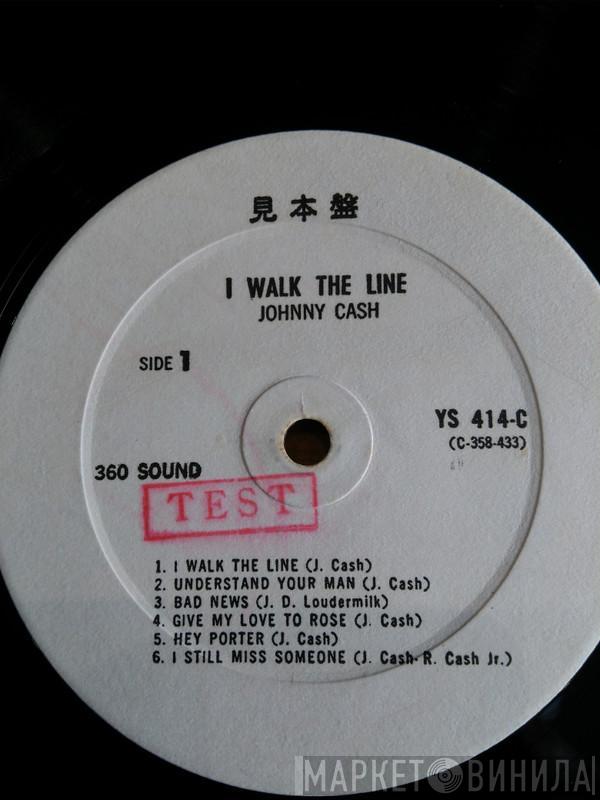 見本盤
I WALK THE LINE
JOHNNY CASH
SIDE 1
YS 414-C
(C-358-433)
360 SOUND
TEST
1. I WALK THE LINE (J. Cash)
2. UNDERSTAND YOUR MAN (J. Cash)
3. BAD NEWS (J. D. Loudermilk)
4. GIVE MY LOVE TO ROSE (J. Cash)
5. HEY PORTER (J. Cash)
6. I STILL MISS SOMEONE (J. Cash-R. Cash Jr.)
МАРКЕТ ВИНИЛА